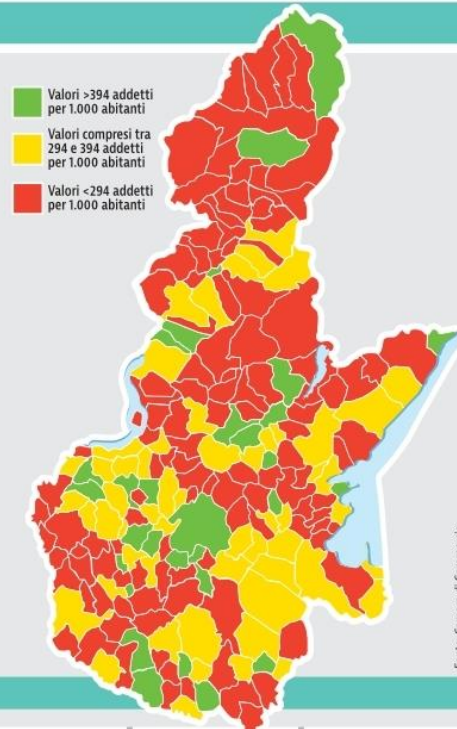 Valori >394 addetti
per 1.000 abitanti
Valori compresi tra
294 e 394 addetti
per 1.000 abitanti
Valori <294 addetti
per 1.000 abitanti